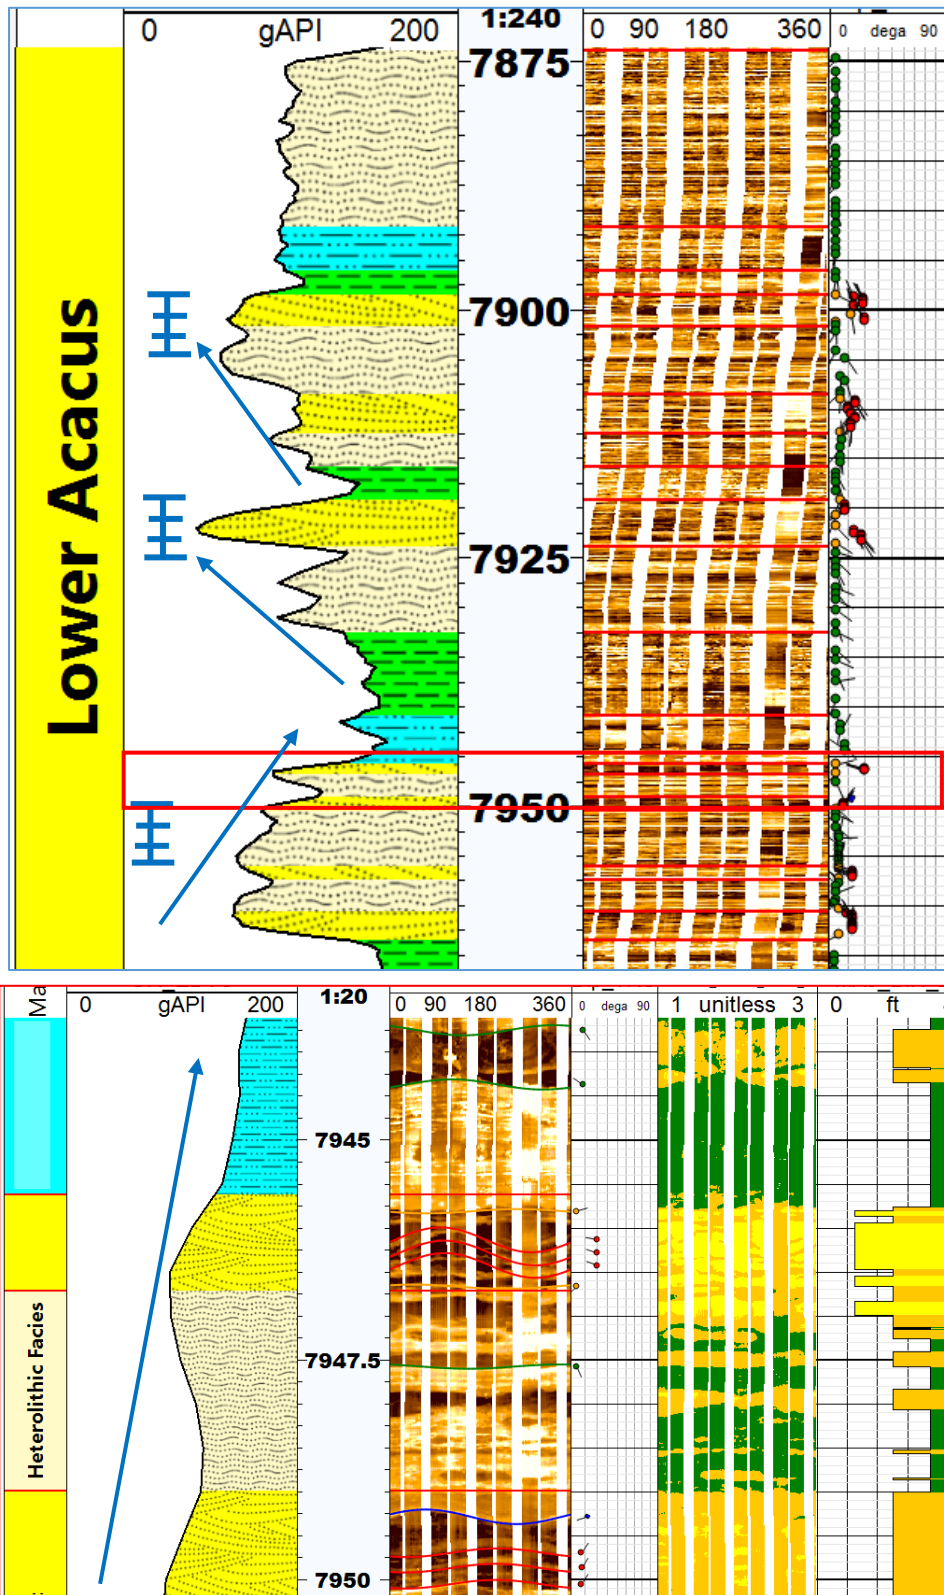 1:240
0 gAPI 200
0 90 180 360
0 dega 90
7875
7900
7925
7950
Lower Acacus
Ma
0 gAPI 200
1:20
0 90 180 360
0 dega 90
1 unitless 3
0 ft
7945
7947.5
7950
Heterolithic Facies